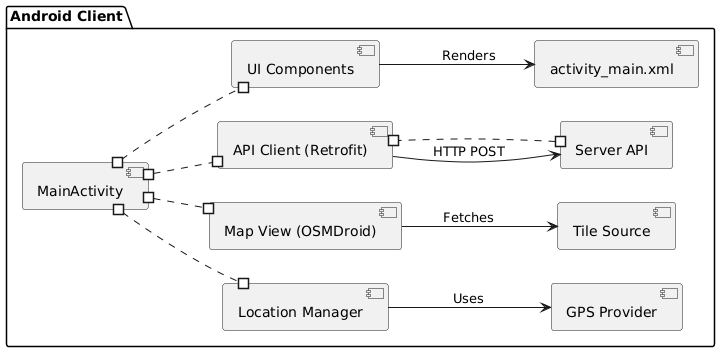 Android Client
UI Components
Renders
activity_main.xml
API Client (Retrofit)
HTTP POST
Server API
MainActivity
Map View (OSMDroid)
Fetches
Tile Source
Location Manager
Uses
GPS Provider